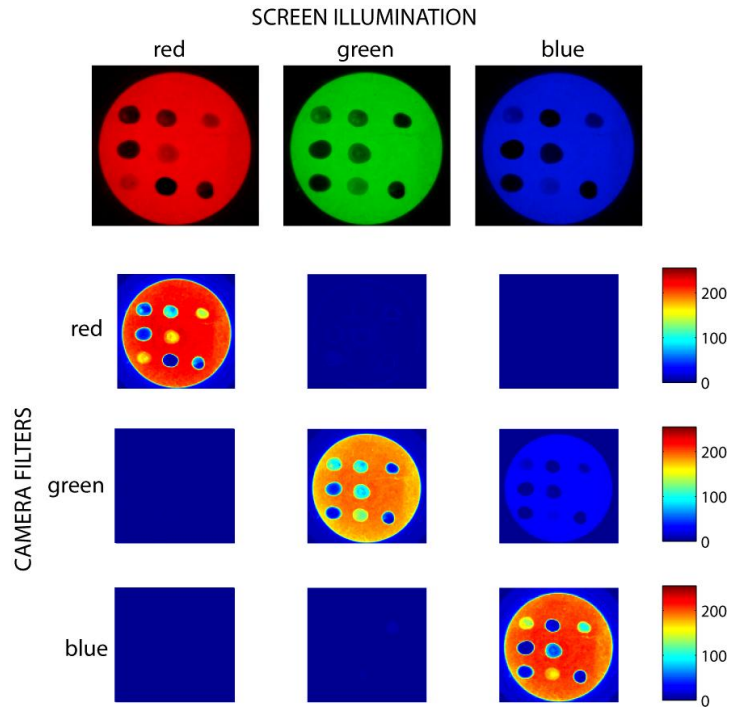 SCREEN ILLUMINATION
red green blue
red
200
100
0
CAMERA FILTERS
green
200
100
0
blue
200
100
0